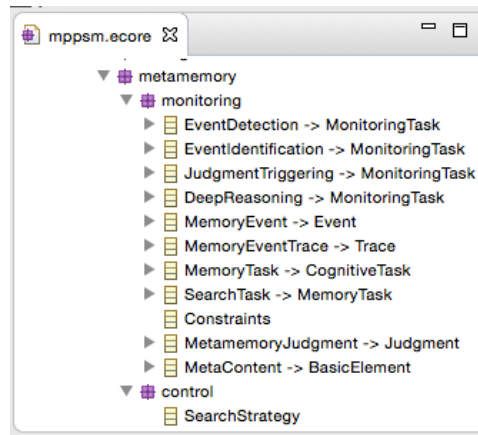 mppsm.ecore
metamemory
monitoring
EventDetection -> MonitoringTask
EventIdentification -> MonitoringTask
JudgmentTriggering -> MonitoringTask
DeepReasoning -> MonitoringTask
MemoryEvent -> Event
MemoryEventTrace -> Trace
MemoryTask -> CognitiveTask
SearchTask -> MemoryTask
Constraints
MetamemoryJudgment -> Judgment
MetaContent -> BasicElement
control
SearchStrategy